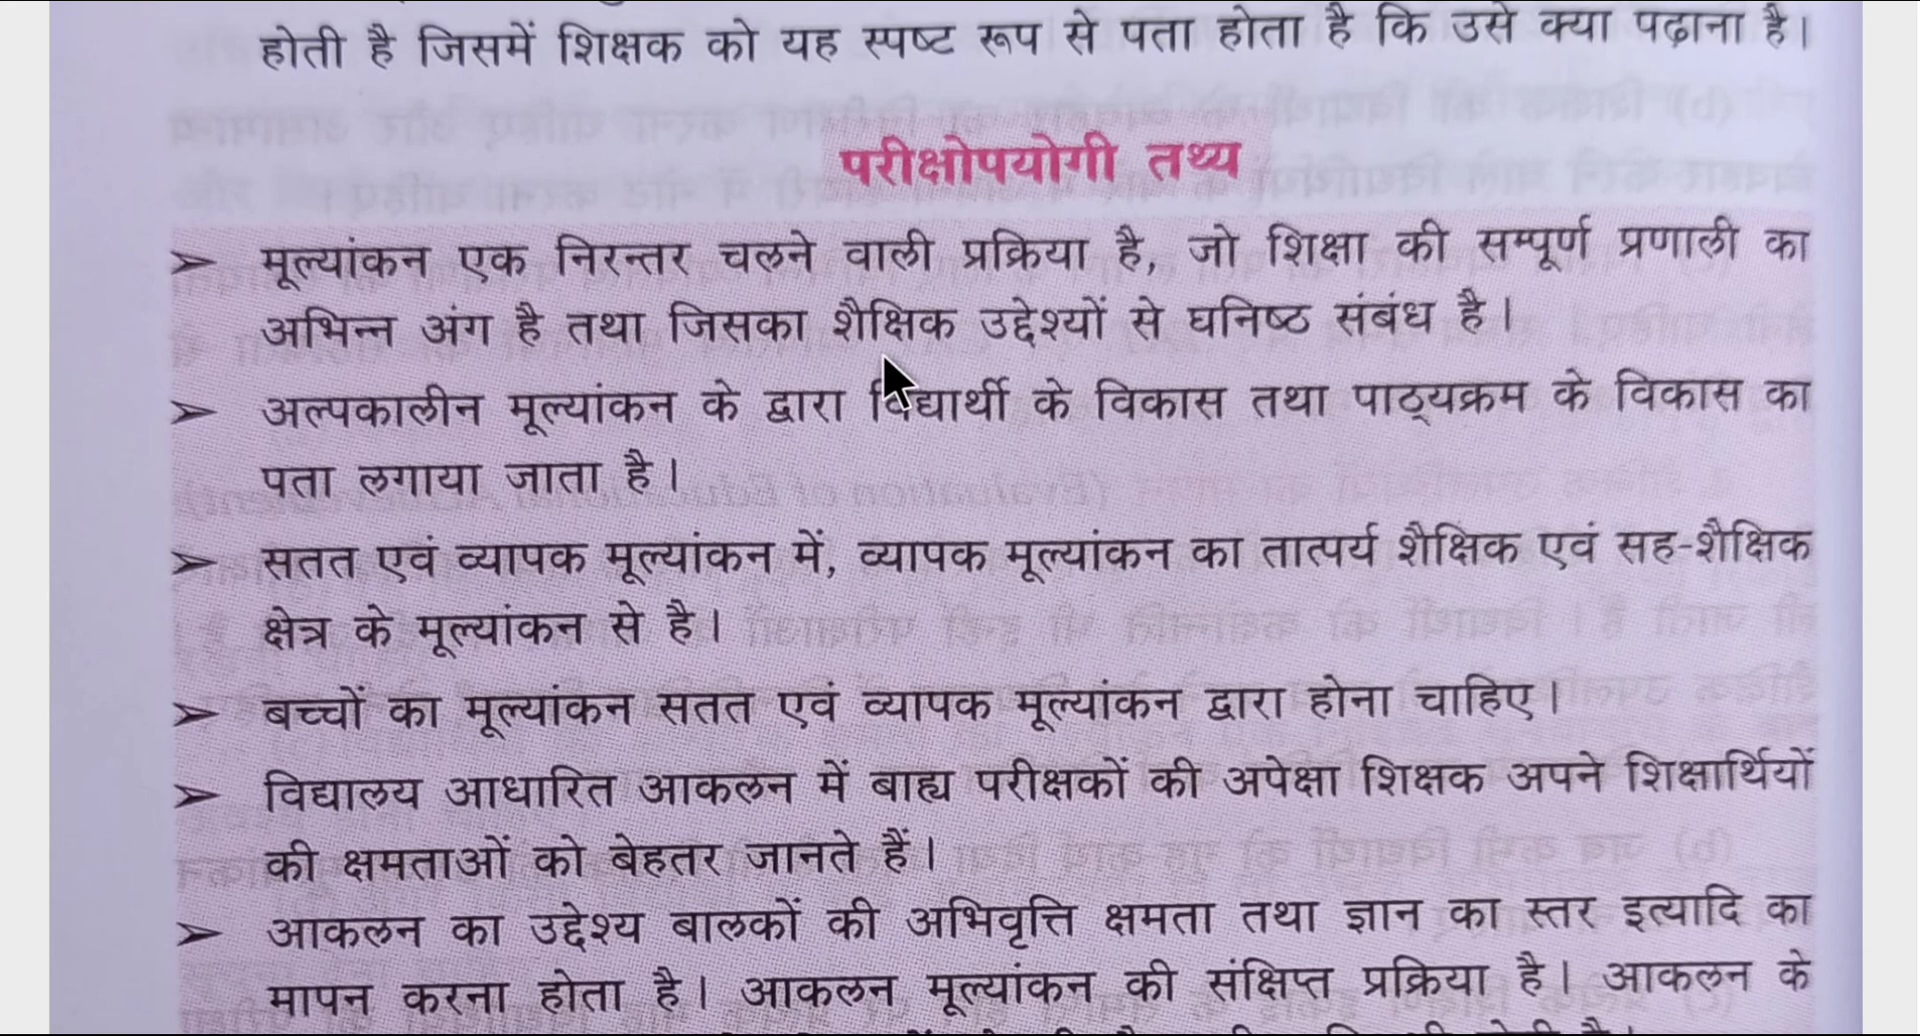 होती है जिसमें शिक्षक को यह स्पष्ट रूप से पता होता है कि उसे क्या पढ़ाना है।
परीक्षोपयोगी तथ्य
➢ मूल्यांकन एक निरन्तर चलने वाली प्रक्रिया है, जो शिक्षा की सम्पूर्ण प्रणाली का
अभिन्न अंग है तथा जिसका शैक्षिक उद्देश्यों से घनिष्ठ संबंध है।
➢ अल्पकालीन मूल्यांकन के द्वारा विद्यार्थी के विकास तथा पाठ्यक्रम के विकास का
पता लगाया जाता है।
➢ सतत एवं व्यापक मूल्यांकन में, व्यापक मूल्यांकन का तात्पर्य शैक्षिक एवं सह-शैक्षिक
क्षेत्र के मूल्यांकन से है।
➢ बच्चों का मूल्यांकन सतत एवं व्यापक मूल्यांकन द्वारा होना चाहिए।
➢ विद्यालय आधारित आकलन में बाह्य परीक्षकों की अपेक्षा शिक्षक अपने शिक्षार्थियों
की क्षमताओं को बेहतर जानते हैं।
➢ आकलन का उद्देश्य बालकों की अभिवृत्ति क्षमता तथा ज्ञान का स्तर इत्यादि का
मापन करना होता है। आकलन मूल्यांकन की संक्षिप्त प्रक्रिया है। आकलन के